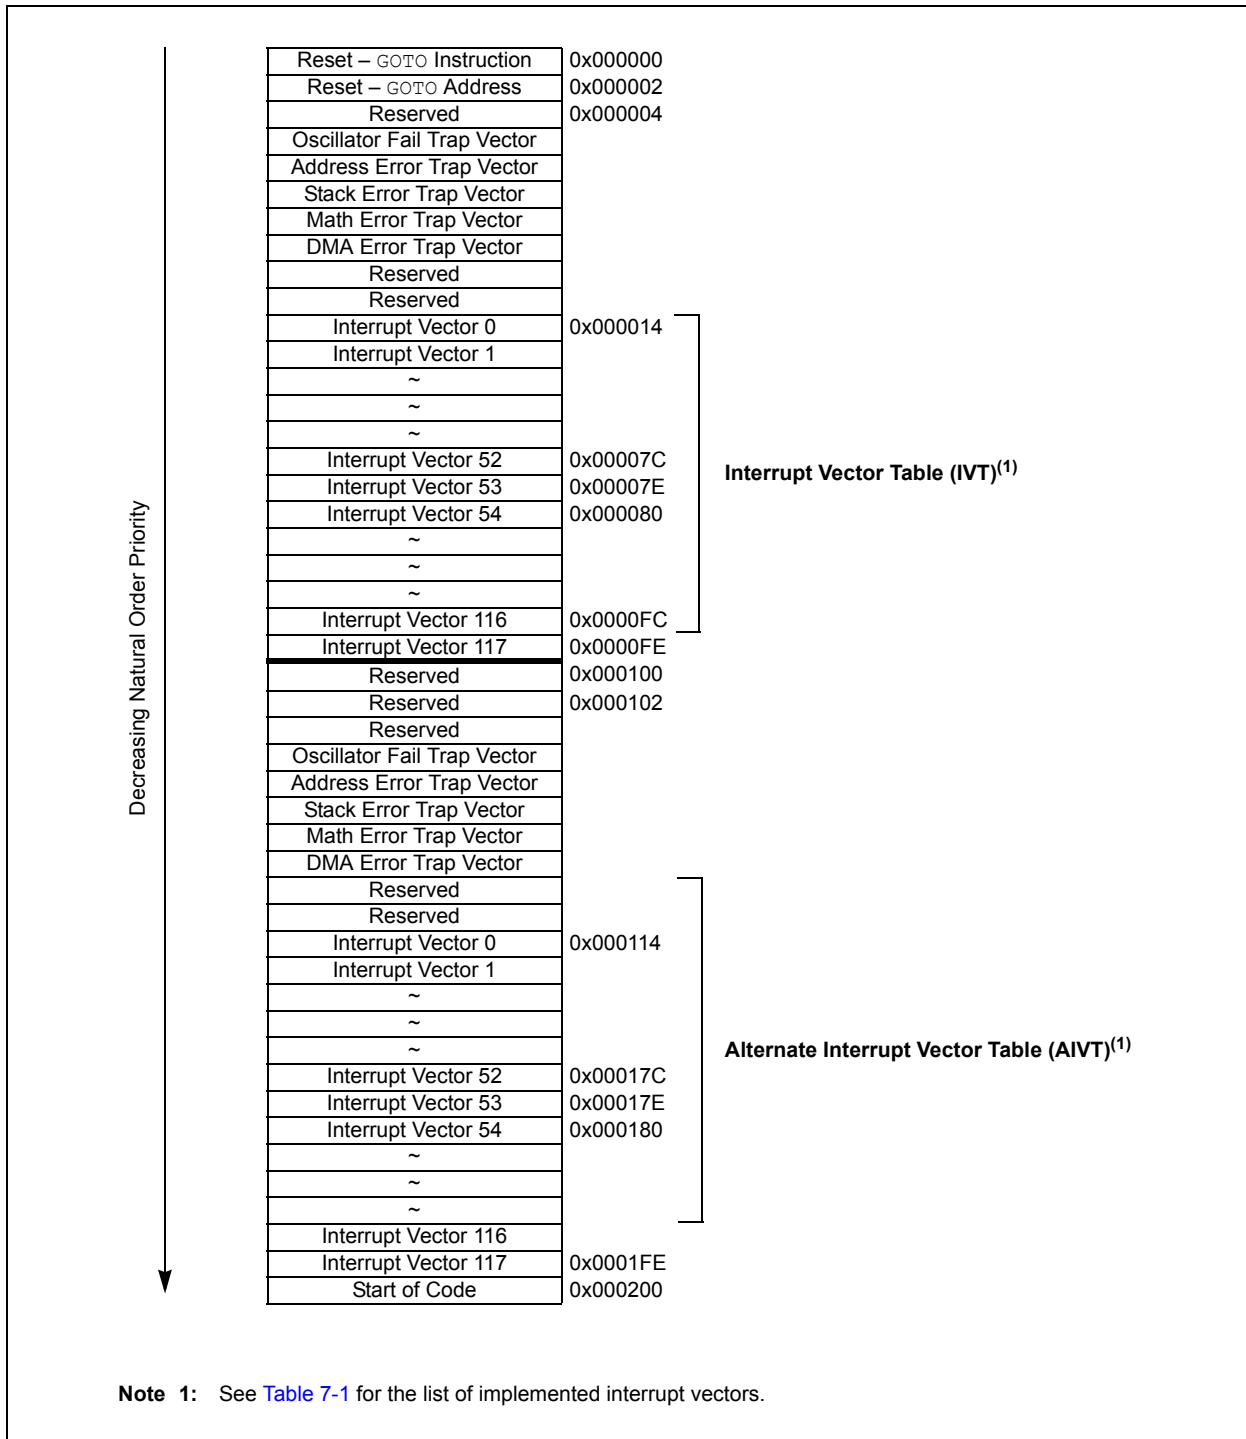 Reset – GOTO Instruction 0x000000
Reset – GOTO Address 0x000002
Reserved 0x000004
Oscillator Fail Trap Vector
Address Error Trap Vector
Stack Error Trap Vector
Math Error Trap Vector
DMA Error Trap Vector
Reserved
Reserved
Interrupt Vector 0 0x000014
Interrupt Vector 1
~
~
~
Interrupt Vector 52 0x00007C
Interrupt Vector Table (IVT)(1)
Interrupt Vector 53 0x00007E
Interrupt Vector 54 0x000080
~
~
~
Interrupt Vector 116 0x0000FC
Interrupt Vector 117 0x0000FE
Decreasing Natural Order Priority
Reserved 0x000100
Reserved 0x000102
Reserved
Oscillator Fail Trap Vector
Address Error Trap Vector
Stack Error Trap Vector
Math Error Trap Vector
DMA Error Trap Vector
Reserved
Reserved
Interrupt Vector 0 0x000114
Interrupt Vector 1
~
~
~
Alternate Interrupt Vector Table (AIVT)(1)
Interrupt Vector 52 0x00017C
Interrupt Vector 53 0x00017E
Interrupt Vector 54 0x000180
~
~
~
Interrupt Vector 116
Interrupt Vector 117 0x0001FE
Start of Code 0x000200
Note 1: See Table 7-1 for the list of implemented interrupt vectors.